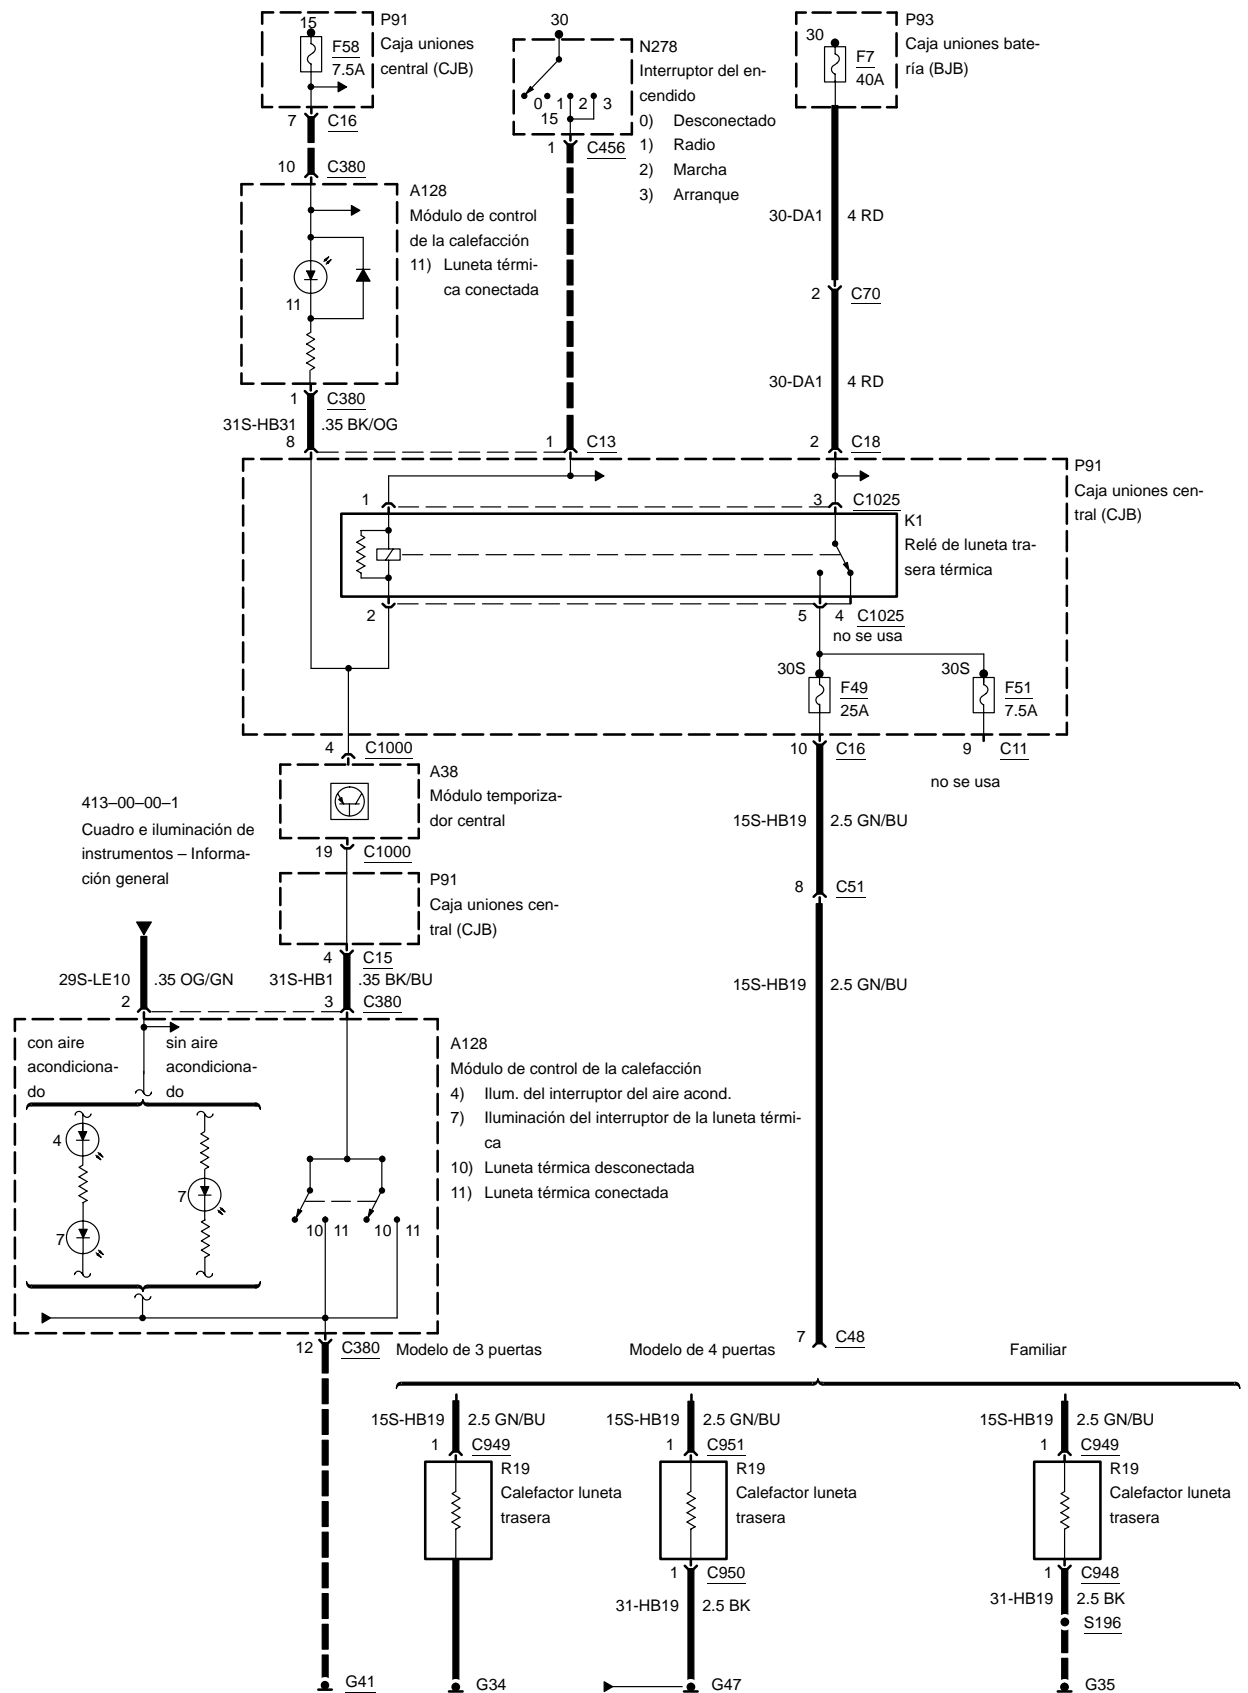 15
F58
7.5A
P91
Caja uniones
central (CJB)
7 C16
10 C380
30
N278
Interruptor del en-
cendido
0) Desconectado
1) Radio
2) Marcha
3) Arranque
0 1 2 3
15
1 C456
30
F7
40A
P93
Caja uniones bate-
ría (BJB)
A128
Módulo de control
de la calefacción
11) Luneta térmi-
ca conectada
11
30-DA1 4 RD
2 C70
30-DA1 4 RD
1 C380
31S-HB31 .35 BK/OG
8
1 C13
2 C18
P91
Caja uniones cen-
tral (CJB)
1
3 C1025
K1
Relé de luneta tra-
sera térmica
2
5 4 C1025
no se usa
30S
F49
25A
30S
F51
7.5A
4 C1000
10 C16
9 C11
no se usa
A38
Módulo temporiza-
dor central
413–00–00–1
Cuadro e iluminación de
instrumentos – Informa-
ción general
15S-HB19 2.5 GN/BU
19 C1000
P91
Caja uniones cen-
tral (CJB)
8 C51
4 C15
29S-LE10 .35 OG/GN
31S-HB1 .35 BK/BU
15S-HB19 2.5 GN/BU
2
3 C380
con aire
acondiciona-
do
sin aire
acondiciona-
do
A128
Módulo de control de la calefacción
4) Ilum. del interruptor del aire acond.
7) Iluminación del interruptor de la luneta térmi-
ca
10) Luneta térmica desconectada
11) Luneta térmica conectada
4
7
7
10 11 10 11
12 C380
7 C48
Modelo de 3 puertas
Modelo de 4 puertas
Familiar
15S-HB19 2.5 GN/BU
1 C949
R19
Calefactor luneta
trasera
15S-HB19 2.5 GN/BU
1 C951
R19
Calefactor luneta
trasera
1 C950
31-HB19 2.5 BK
15S-HB19 2.5 GN/BU
1 C949
R19
Calefactor luneta
trasera
1 C948
31-HB19 2.5 BK
S196
G41
G34
G47
G35